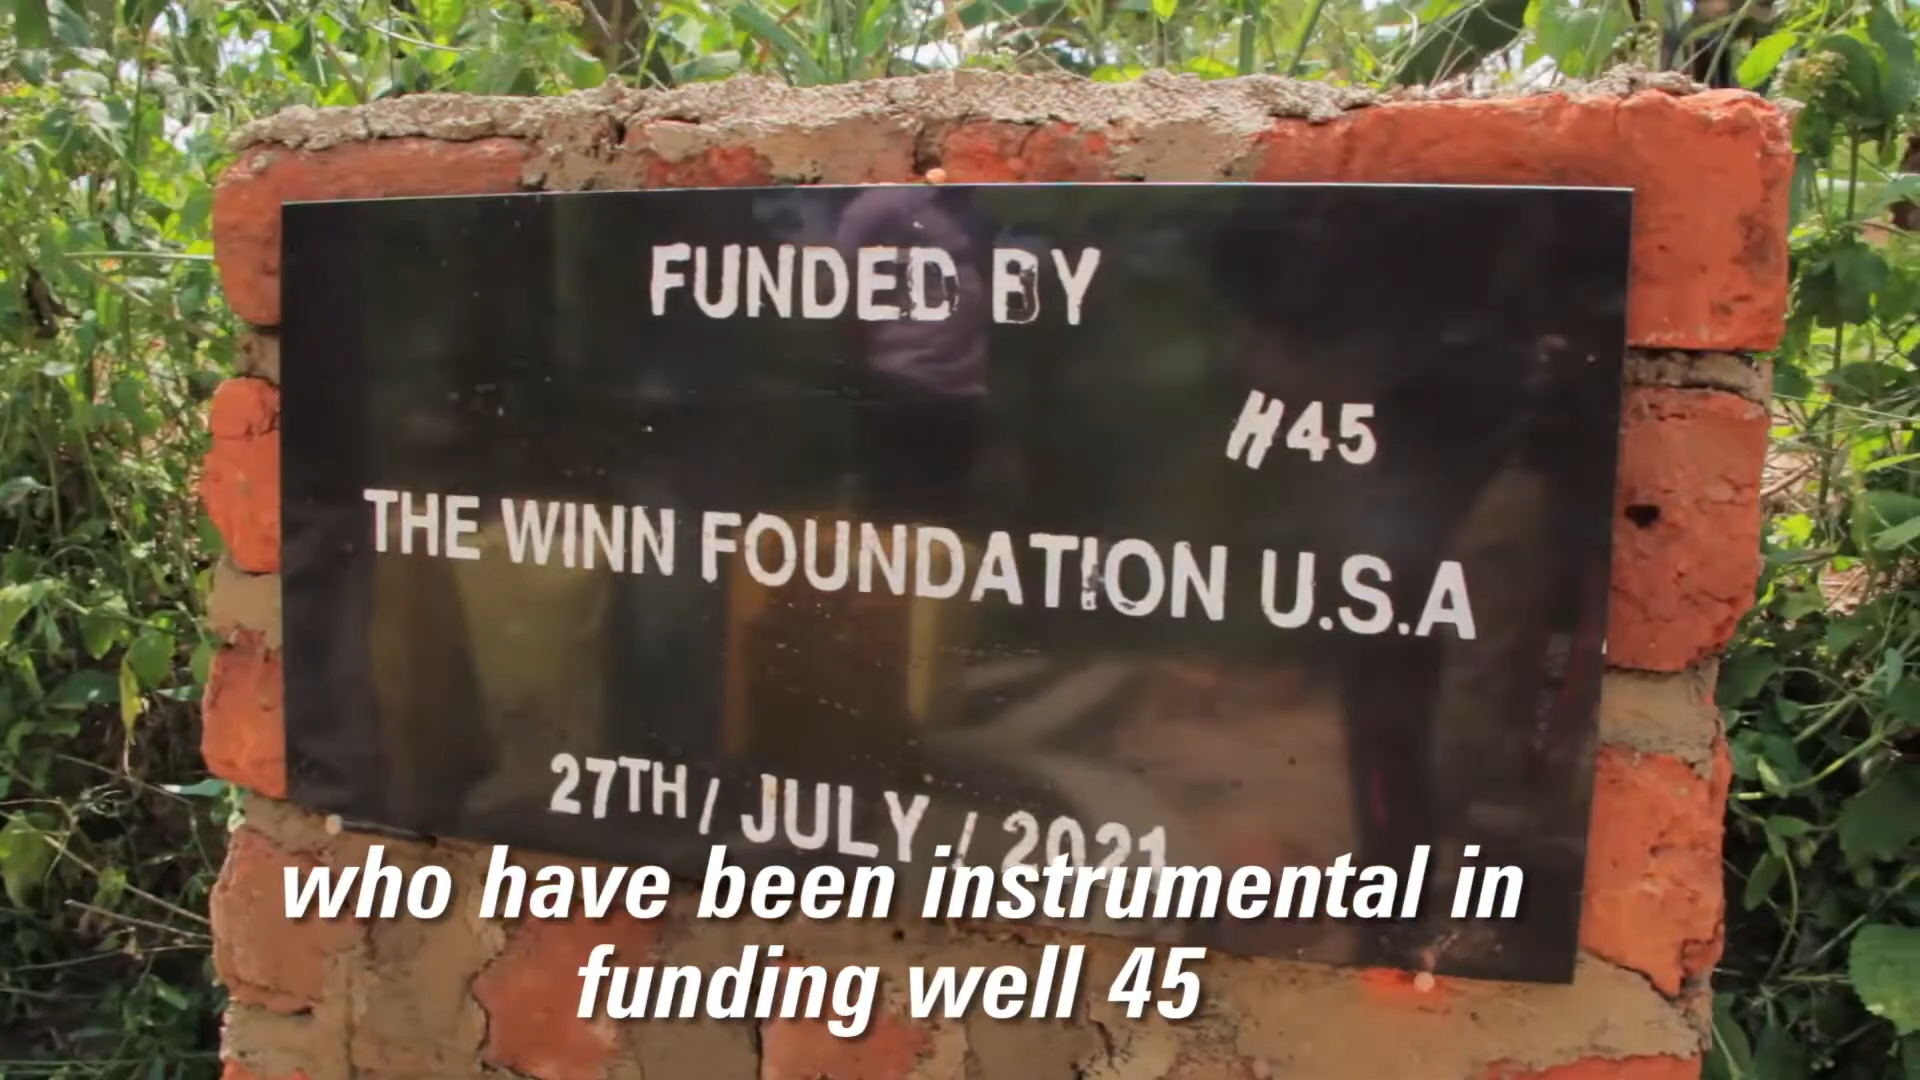 FUNDED BY
#45
THE WINN FOUNDATION U.S.A
27TH/ JULY / 2021
who have been instrumental in
funding well 45